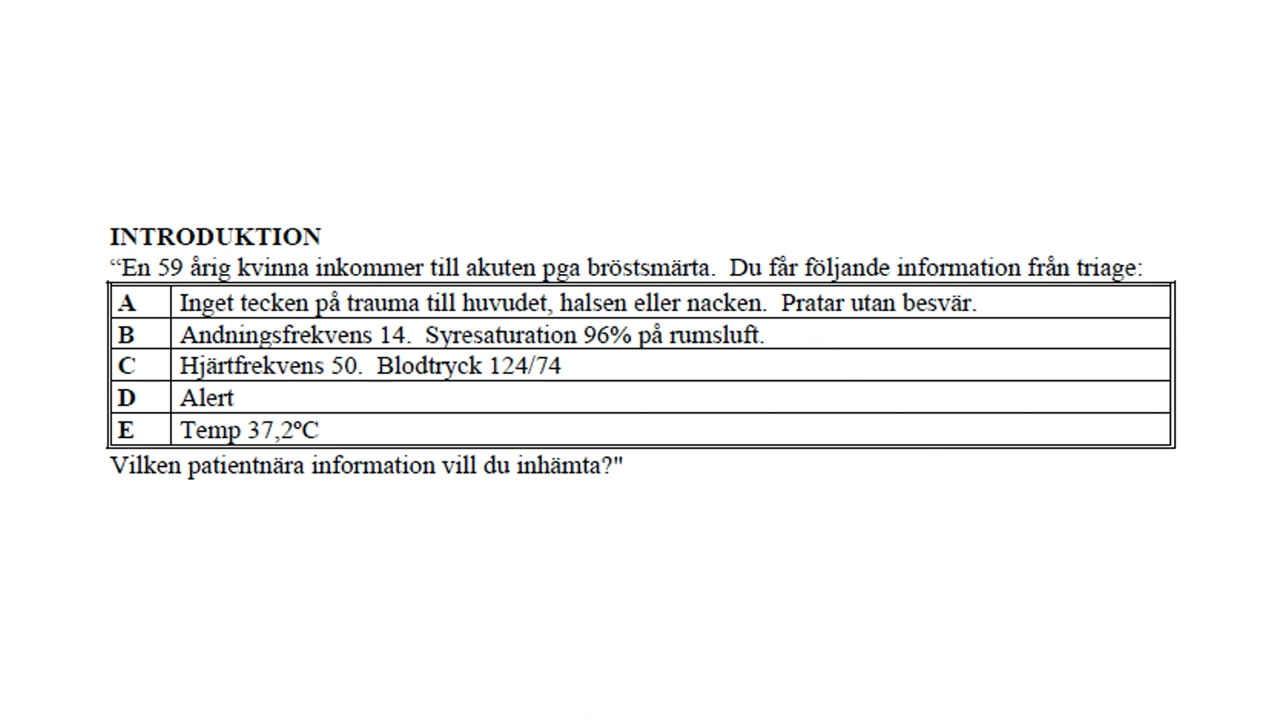 INTRODUKTION
“En 59 årig kvinna inkommer till akuten pga bröstsmärta.  Du får följande information från triage:
A Inget tecken på trauma till huvudet, halsen eller nacken.  Pratar utan besvär.
B Andningsfrekvens 14.  Syresaturation 96% på rumsluft.
C Hjärtfrekvens 50.  Blodtryck 124/74
D Alert
E Temp 37,2ºC
Vilken patientnära information vill du inhämta?"